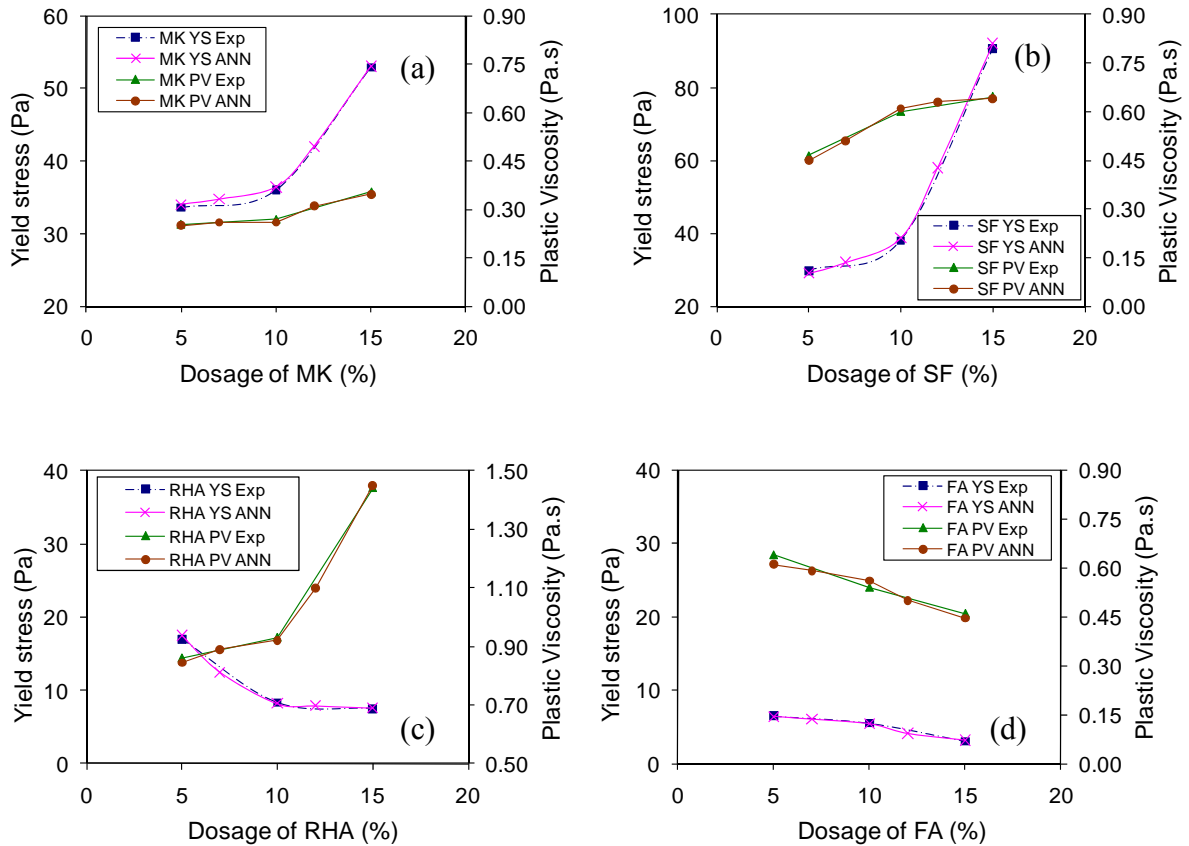 60
50
40
30
20
Yield stress (Pa)
MK YS Exp
MK YS ANN
MK PV Exp
MK PV ANN
(a)
0.90
0.75
0.60
0.45
0.30
0.15
0.00
Plastic Viscosity (Pa.s)
0 5 10 15 20
Dosage of MK (%)
100
80
60
40
20
Yield stress (Pa)
(b)
SF YS Exp
SF YS ANN
SF PV Exp
SF PV ANN
0.90
0.75
0.60
0.45
0.30
0.15
0.00
Plastic Viscosity (Pa.s)
0 5 10 15 20
Dosage of SF (%)
40
30
20
10
0
Yield stress (Pa)
RHA YS Exp
RHA YS ANN
RHA PV Exp
RHA PV ANN
(c)
1.50
1.30
1.10
0.90
0.70
0.50
Plastic Viscosity (Pa.s)
0 5 10 15 20
Dosage of RHA (%)
40
30
20
10
0
Yield stress (Pa)
FA YS Exp
FA YS ANN
FA PV Exp
FA PV ANN
(d)
0.90
0.75
0.60
0.45
0.30
0.15
0.00
Plastic Viscosity (Pa.s)
0 5 10 15 20
Dosage of FA (%)